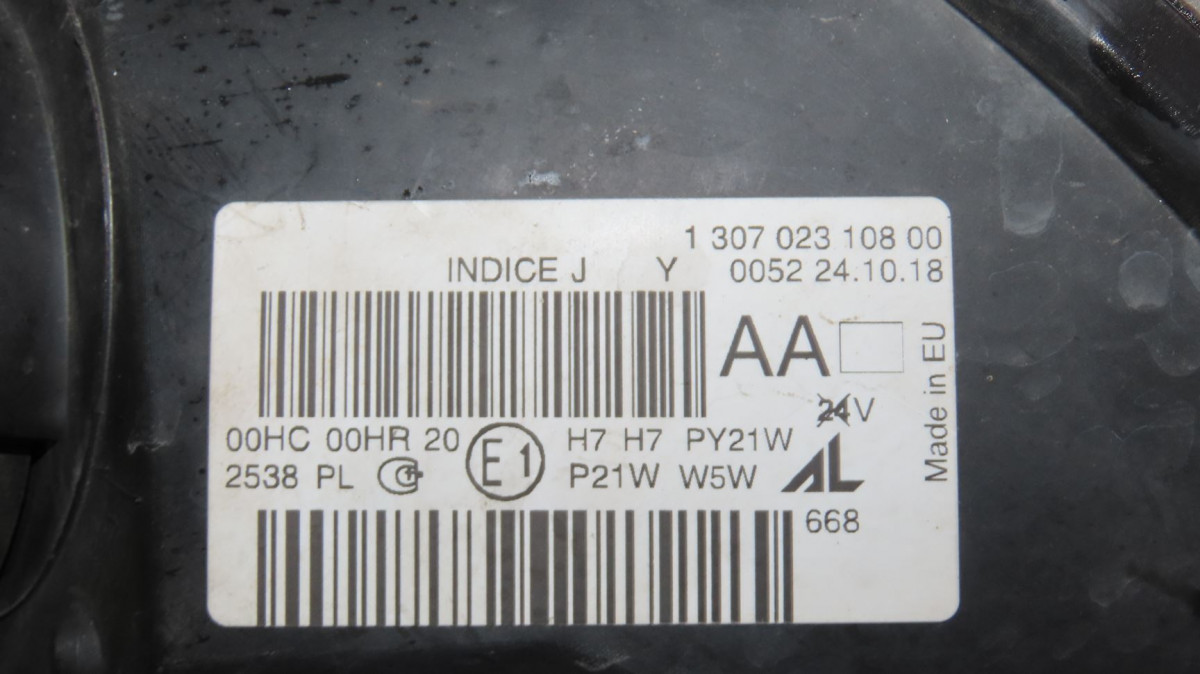 1 307 023 108 00
INDICE J Y 0052 24.10.18
AA
24V
Made in EU
00HC 00HR 20 E1 H7 H7 PY21W
2538 PL P21W W5W AL
668